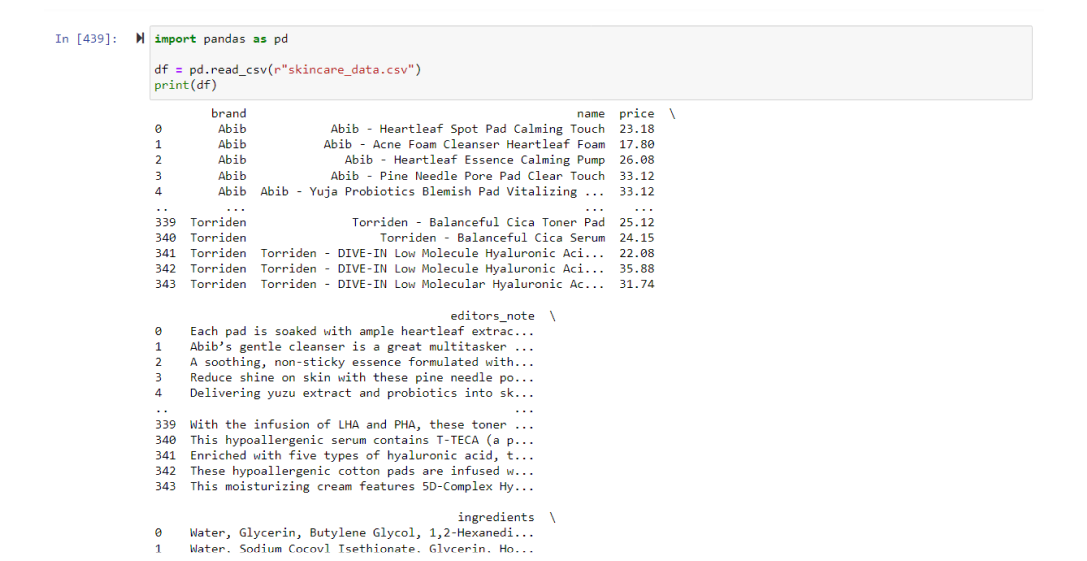 In [439]: import pandas as pd
df = pd.read_csv(r"skincare_data.csv")
print(df)
brand name price \
0 Abib Abib - Heartleaf Spot Pad Calming Touch 23.18
1 Abib Abib - Acne Foam Cleanser Heartleaf Foam 17.80
2 Abib Abib - Heartleaf Essence Calming Pump 26.08
3 Abib Abib - Pine Needle Pore Pad Clear Touch 33.12
4 Abib Abib - Yuja Probiotics Blemish Pad Vitalizing ... 33.12
.. ... ... ...
339 Torriden Torriden - Balanceful Cica Toner Pad 25.12
340 Torriden Torriden - Balanceful Cica Serum 24.15
341 Torriden Torriden - DIVE-IN Low Molecule Hyaluronic Aci... 22.08
342 Torriden Torriden - DIVE-IN Low Molecule Hyaluronic Aci... 35.88
343 Torriden Torriden - DIVE-IN Low Molecular Hyaluronic Ac... 31.74
editors_note \
0 Each pad is soaked with ample heartleaf extrac...
1 Abib’s gentle cleanser is a great multitasker ...
2 A soothing, non-sticky essence formulated with...
3 Reduce shine on skin with these pine needle po...
4 Delivering yuzu extract and probiotics into sk...
.. ...
339 With the infusion of LHA and PHA, these toner ...
340 This hypoallergenic serum contains T-TECA (a p...
341 Enriched with five types of hyaluronic acid, t...
342 These hypoallergenic cotton pads are infused w...
343 This moisturizing cream features 5D-Complex Hy...
ingredients \
0 Water, Glycerin, Butylene Glycol, 1,2-Hexanedi...
1 Water, Sodium Cocoyl Isethionate, Glycerin, Ho...